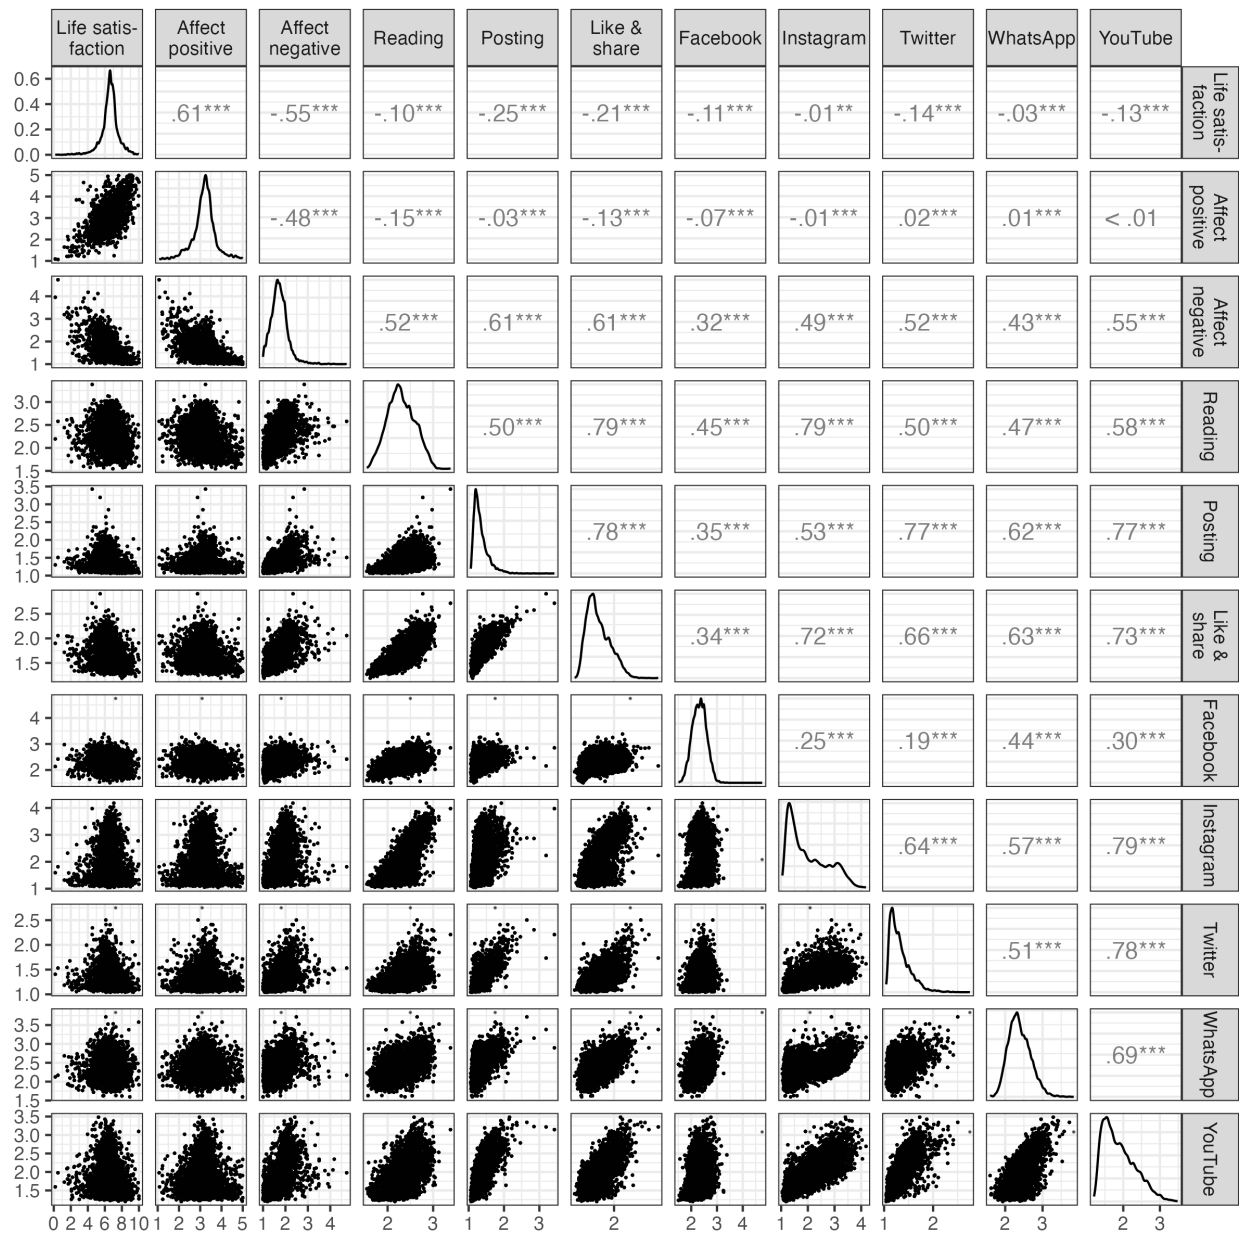 Life satis-
faction
Affect
positive
Affect
negative
Reading
Posting
Like &
share
Facebook
Instagram
Twitter
WhatsApp
YouTube
0.6
0.4
0.2
0.0
.61***
-.55***
-.10***
-.25***
-.21***
-.11***
-.01**
-.14***
-.03***
-.13***
Life satis-
faction
5
4
3
2
1
-.48***
-.15***
-.03***
-.13***
-.07***
-.01***
.02***
.01***
< .01
Affect
positive
4
3
2
1
.52***
.61***
.61***
.32***
.49***
.52***
.43***
.55***
Affect
negative
3.0
2.5
2.0
1.5
.50***
.79***
.45***
.79***
.50***
.47***
.58***
Reading
3.5
3.0
2.5
2.0
1.5
1.0
.78***
.35***
.53***
.77***
.62***
.77***
Posting
2.5
2.0
1.5
.34***
.72***
.66***
.63***
.73***
Like &
share
4
3
2
.25***
.19***
.44***
.30***
Facebook
4
3
2
1
.64***
.57***
.79***
Instagram
2.5
2.0
1.5
1.0
.51***
.78***
Twitter
3.5
3.0
2.5
2.0
1.5
.69***
WhatsApp
3.5
3.0
2.5
2.0
1.5
YouTube
0 2 4 6 8 10
1 2 3 4 5
1 2 3 4
2 3
1 2 3
2
2 3 4
1 2 3 4
1 2
2 3
2 3